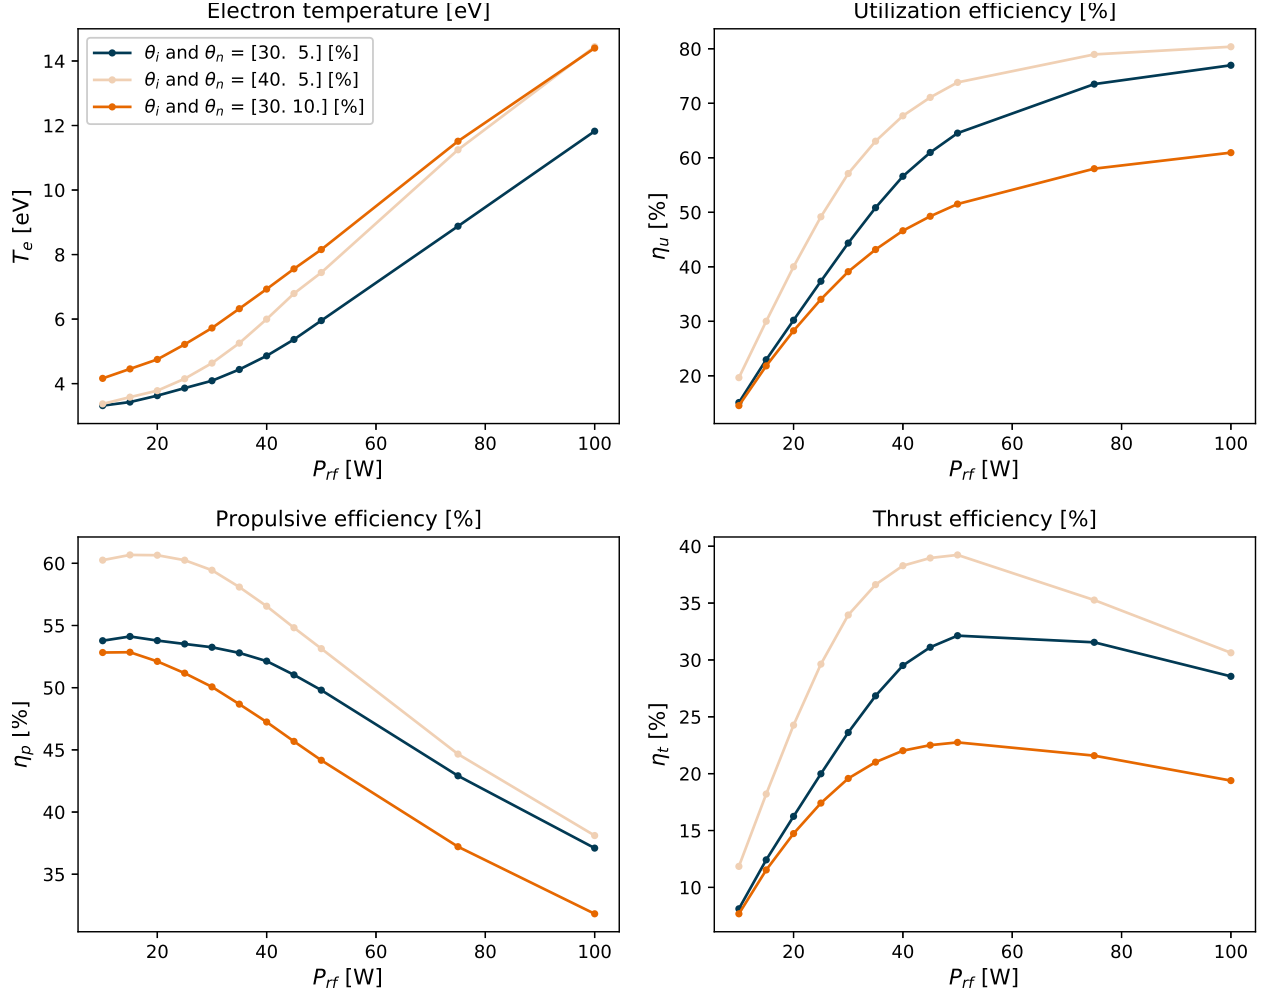 Electron temperature [eV]
θi and θn = [30.  5.] [%]
θi and θn = [40.  5.] [%]
θi and θn = [30. 10.] [%]
14
12
10
8
6
4
Te [eV]
20 40 60 80 100
Prf [W]
Utilization efficiency [%]
80
70
60
50
40
30
20
ηu [%]
20 40 60 80 100
Prf [W]
Propulsive efficiency [%]
60
55
50
45
40
35
ηp [%]
20 40 60 80 100
Prf [W]
Thrust efficiency [%]
40
35
30
25
20
15
10
ηt [%]
20 40 60 80 100
Prf [W]